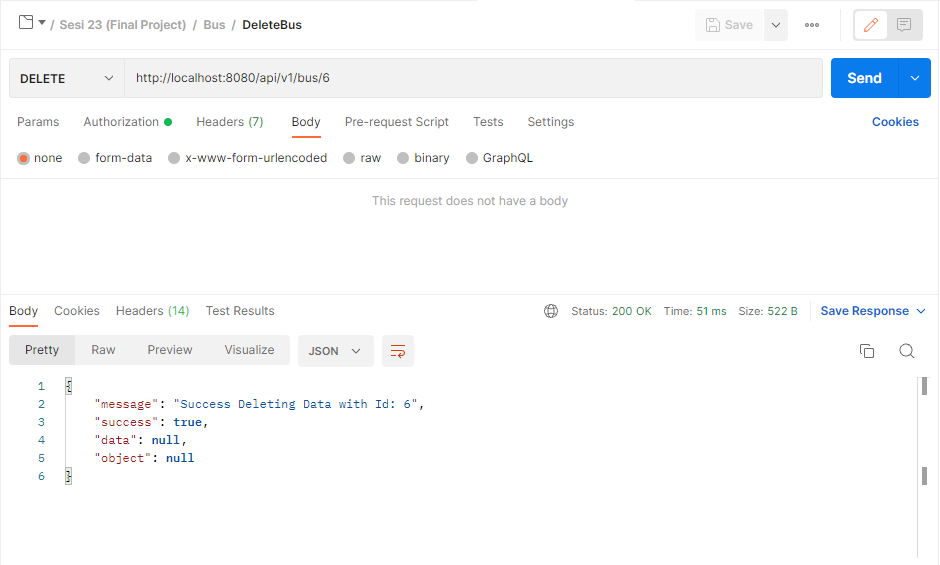 / Sesi 23 (Final Project) / Bus / DeleteBus Save
DELETE http://localhost:8080/api/v1/bus/6 Send
Params Authorization Headers (7) Body Pre-request Script Tests Settings Cookies
none form-data x-www-form-urlencoded raw binary GraphQL
This request does not have a body
Body Cookies Headers (14) Test Results Status: 200 OK Time: 51 ms Size: 522 B Save Response
Pretty Raw Preview Visualize JSON
1 {
2 "message": "Success Deleting Data with Id: 6",
3 "success": true,
4 "data": null,
5 "object": null
6 }